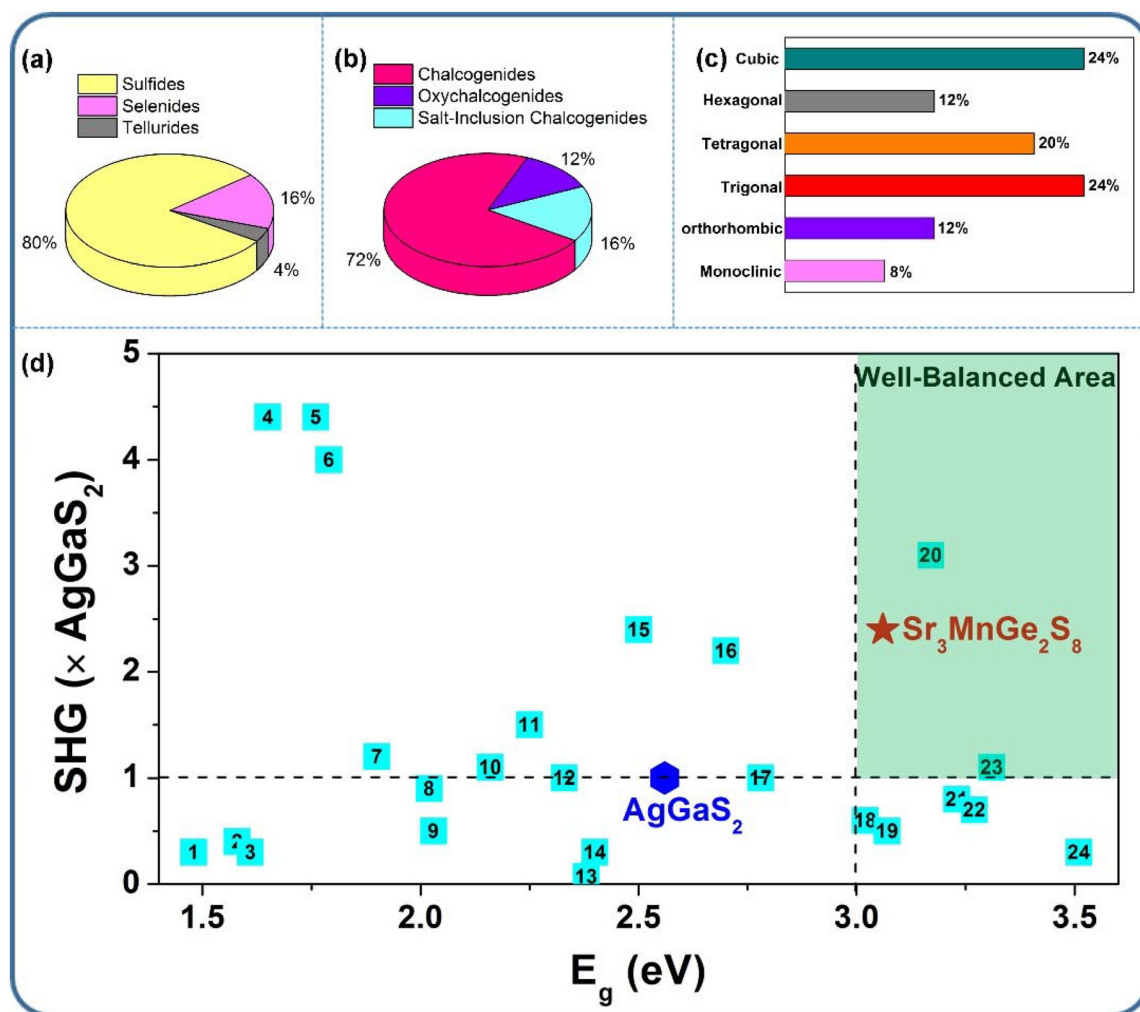 (a)
Sulfides
Selenides
Tellurides
16%
80%
4%
(b)
Chalcogenides
Oxychalcogenides
Salt-Inclusion Chalcogenides
12%
16%
72%
(c)
Cubic 24%
Hexagonal 12%
Tetragonal 20%
Trigonal 24%
orthorhombic 12%
Monoclinic 8%
(d)
Well-Balanced Area
SHG (× AgGaS₂)
5
4
3
2
1
0
4
5
6
20
Sr₃MnGe₂S₈
15
16
11
7
10
12
AgGaS₂
17
23
8
9
18
19
21
22
1
2
3
14
13
24
1.5 2.0 2.5 3.0 3.5
E_g (eV)